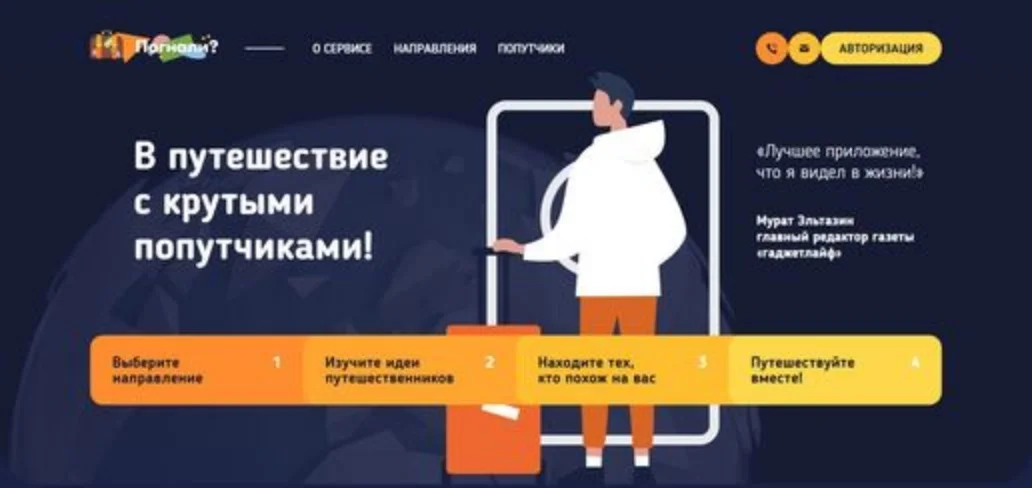 Погнали?
О СЕРВИСЕ
НАПРАВЛЕНИЯ
ПОПУТЧИКИ
АВТОРИЗАЦИЯ
В путешествие
с крутыми
попутчиками!
«Лучшее приложение,
что я видел в жизни!»
Мурат Эльтазин
главный редактор газеты
«гаджетлайф»
Выберите 1
направление
Изучите идеи 2
путешественников
Находите тех, 3
кто похож на вас
Путешествуйте 4
вместе!